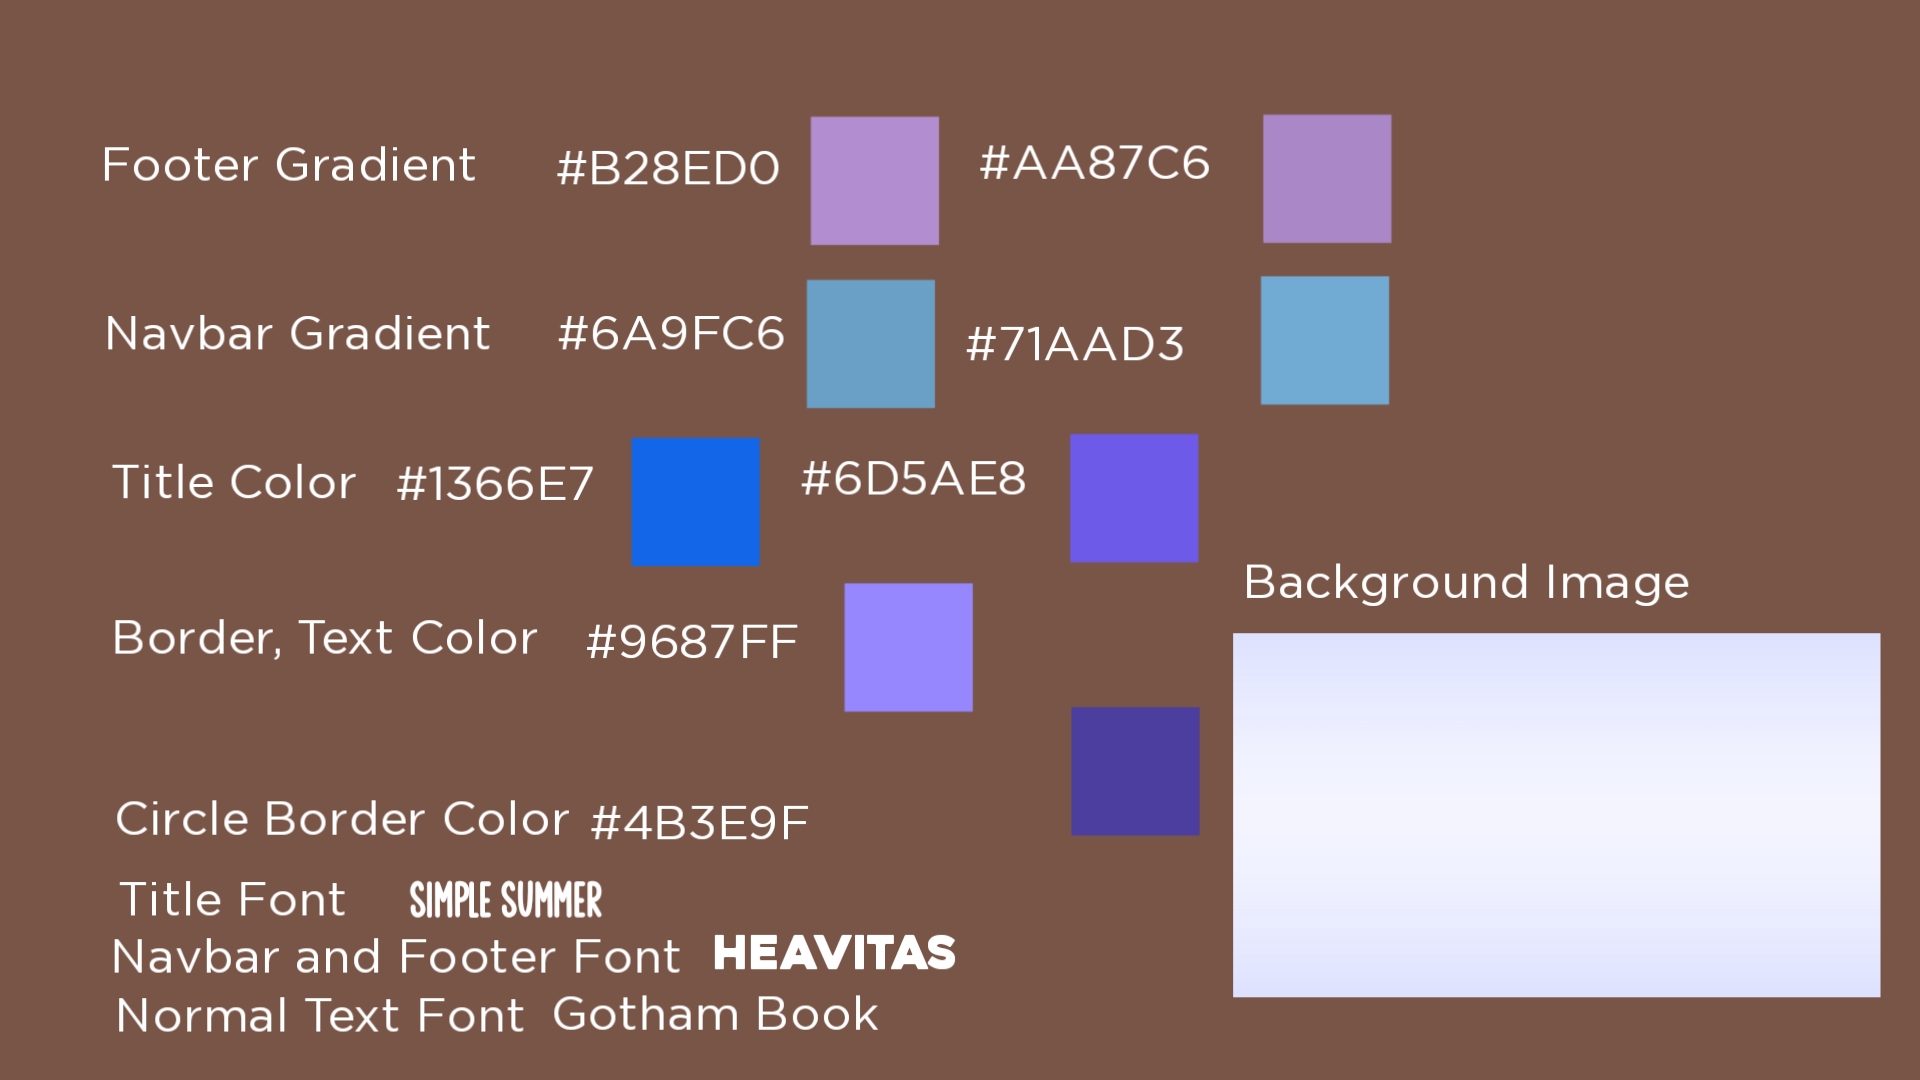 Footer Gradient #B28ED0 #AA87C6
Navbar Gradient #6A9FC6 #71AAD3
Title Color #1366E7 #6D5AE8
Background Image
Border, Text Color #9687FF
Circle Border Color #4B3E9F
Title Font SIMPLE SUMMER
Navbar and Footer Font HEAVITAS
Normal Text Font Gotham Book